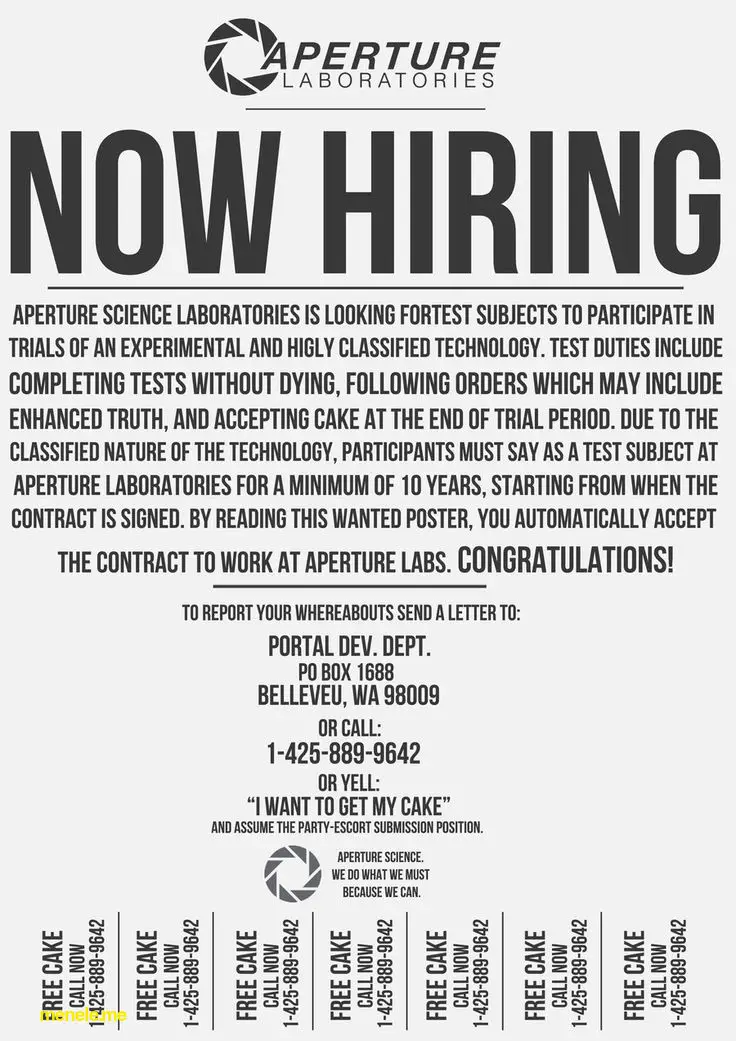 APERTURE
LABORATORIES
NOW HIRING
APERTURE SCIENCE LABORATORIES IS LOOKING FORTEST SUBJECTS TO PARTICIPATE IN
TRIALS OF AN EXPERIMENTAL AND HIGLY CLASSIFIED TECHNOLOGY. TEST DUTIES INCLUDE
COMPLETING TESTS WITHOUT DYING, FOLLOWING ORDERS WHICH MAY INCLUDE
ENHANCED TRUTH, AND ACCEPTING CAKE AT THE END OF TRIAL PERIOD. DUE TO THE
CLASSIFIED NATURE OF THE TECHNOLOGY, PARTICIPANTS MUST SAY AS A TEST SUBJECT AT
APERTURE LABORATORIES FOR A MINIMUM OF 10 YEARS, STARTING FROM WHEN THE
CONTRACT IS SIGNED. BY READING THIS WANTED POSTER, YOU AUTOMATICALLY ACCEPT
THE CONTRACT TO WORK AT APERTURE LABS. CONGRATULATIONS!
TO REPORT YOUR WHEREABOUTS SEND A LETTER TO:
PORTAL DEV. DEPT.
PO BOX 1688
BELLEVEU, WA 98009
OR CALL:
1-425-889-9642
OR YELL:
“I WANT TO GET MY CAKE”
AND ASSUME THE PARTY-ESCORT SUBMISSION POSITION.
APERTURE SCIENCE.
WE DO WHAT WE MUST
BECAUSE WE CAN.
FREE CAKE
CALL NOW
1-425-889-9642
FREE CAKE
CALL NOW
1-425-889-9642
FREE CAKE
CALL NOW
1-425-889-9642
FREE CAKE
CALL NOW
1-425-889-9642
FREE CAKE
CALL NOW
1-425-889-9642
FREE CAKE
CALL NOW
1-425-889-9642
FREE CAKE
CALL NOW
1-425-889-9642
menele.me